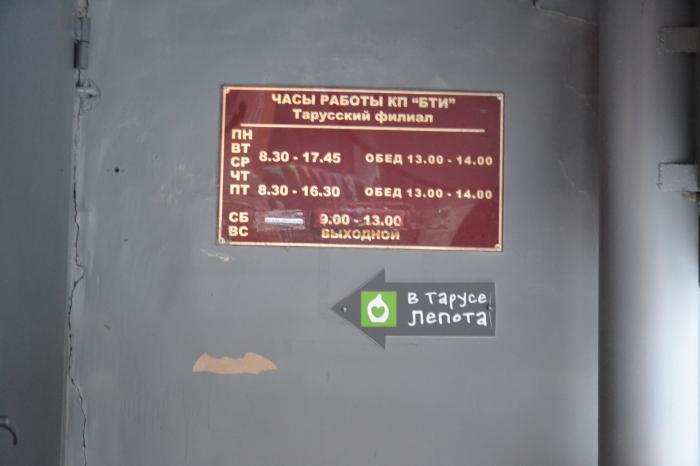 ЧАСЫ РАБОТЫ КП "БТИ"
Тарусский филиал
ПН
ВТ
СР 8.30 - 17.45 ОБЕД 13.00 - 14.00
ЧТ
ПТ 8.30 - 16.30 ОБЕД 13.00 - 14.00
СБ 9.00 - 13.00
ВС ВЫХОДНОЙ
в Тарусе
Лепота